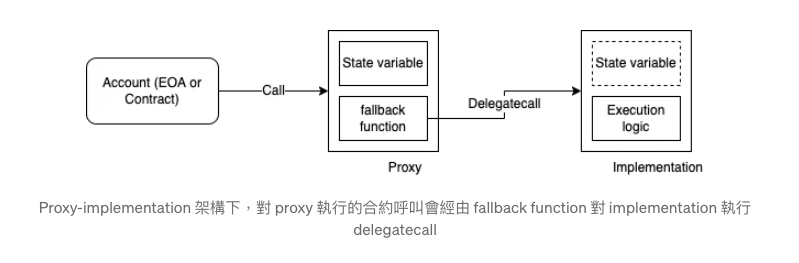 Account (EOA or
Contract)
Call
State variable
fallback
function
Proxy
Delegatecall
State variable
Execution
logic
Implementation
Proxy-implementation 架構下，對 proxy 執行的合約呼叫會經由 fallback function 對 implementation 執行
delegatecall